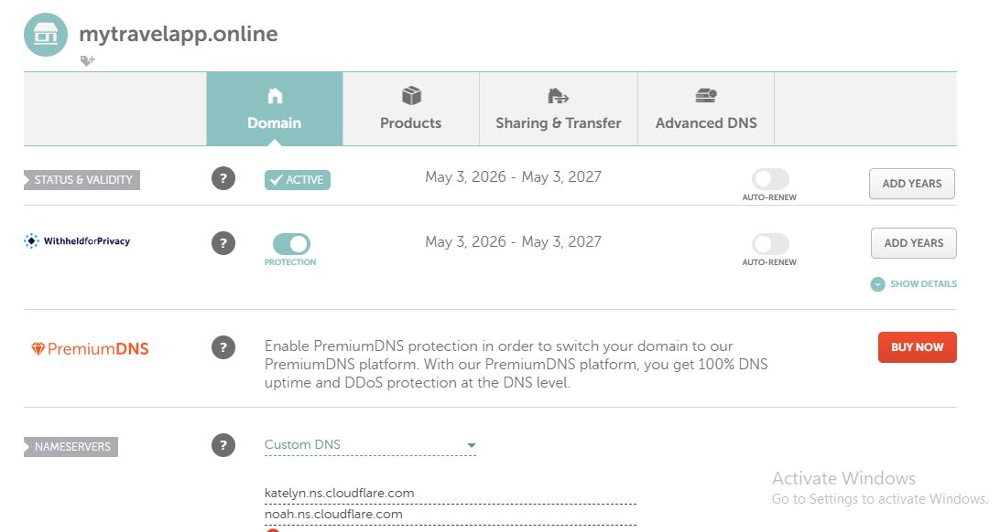 mytravelapp.online
Domain
Products
Sharing & Transfer
Advanced DNS
STATUS & VALIDITY
?
ACTIVE
May 3, 2026 - May 3, 2027
AUTO-RENEW
ADD YEARS
WithheldforPrivacy
?
PROTECTION
May 3, 2026 - May 3, 2027
AUTO-RENEW
ADD YEARS
SHOW DETAILS
PremiumDNS
?
Enable PremiumDNS protection in order to switch your domain to our
PremiumDNS platform. With our PremiumDNS platform, you get 100% DNS
uptime and DDoS protection at the DNS level.
BUY NOW
NAMESERVERS
?
Custom DNS
katelyn.ns.cloudflare.com
noah.ns.cloudflare.com
Activate Windows
Go to Settings to activate Windows.